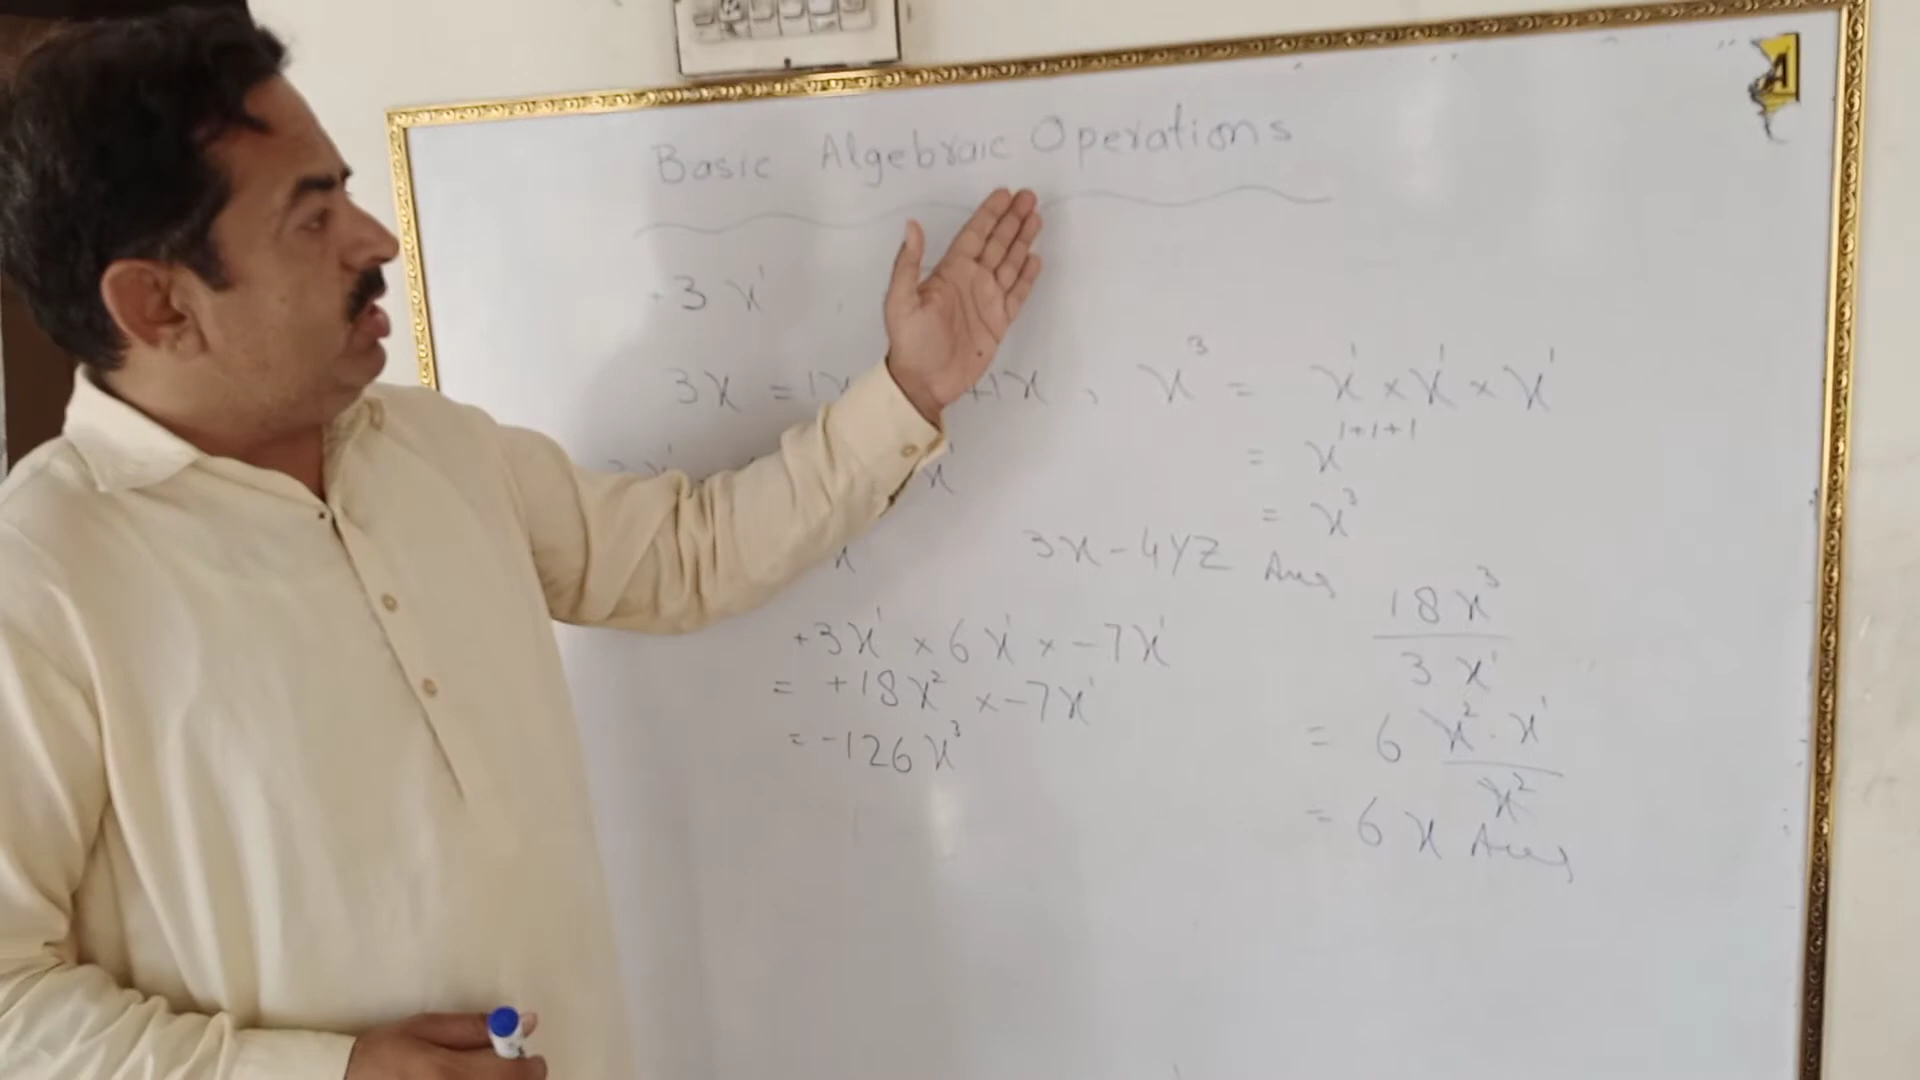 Basic Algebraic Operations
+3x¹
3x = 1x +1x , x³ = x¹ × x¹ × x¹
= x¹⁺¹⁺¹
= x³
3x - 4yz Ans
+3x¹ × 6x¹ × -7x¹
= +18x² × -7x¹
= -126x³
18x³
3x¹
= 6 x² · x¹
x²
= 6x Ans
A